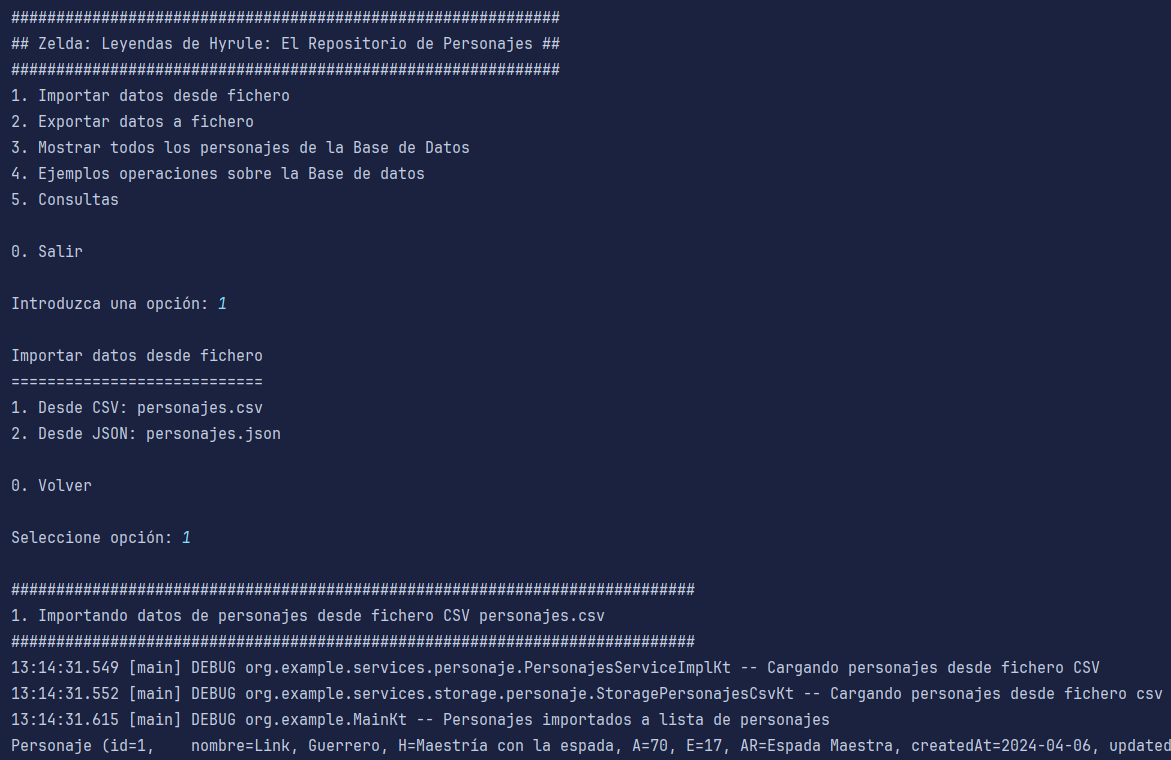 #############################################################
## Zelda: Leyendas de Hyrule: El Repositorio de Personajes ##
#############################################################
1. Importar datos desde fichero
2. Exportar datos a fichero
3. Mostrar todos los personajes de la Base de Datos
4. Ejemplos operaciones sobre la Base de datos
5. Consultas
0. Salir
Introduzca una opción: 1
Importar datos desde fichero
============================
1. Desde CSV: personajes.csv
2. Desde JSON: personajes.json
0. Volver
Seleccione opción: 1
############################################################################
1. Importando datos de personajes desde fichero CSV personajes.csv
############################################################################
13:14:31.549 [main] DEBUG org.example.services.personaje.PersonajesServiceImplKt -- Cargando personajes desde fichero CSV
13:14:31.552 [main] DEBUG org.example.services.storage.personaje.StoragePersonajesCsvKt -- Cargando personajes desde fichero csv
13:14:31.615 [main] DEBUG org.example.MainKt -- Personajes importados a lista de personajes
Personaje (id=1,    nombre=Link, Guerrero, H=Maestría con la espada, A=70, E=17, AR=Espada Maestra, createdAt=2024-04-06, updated